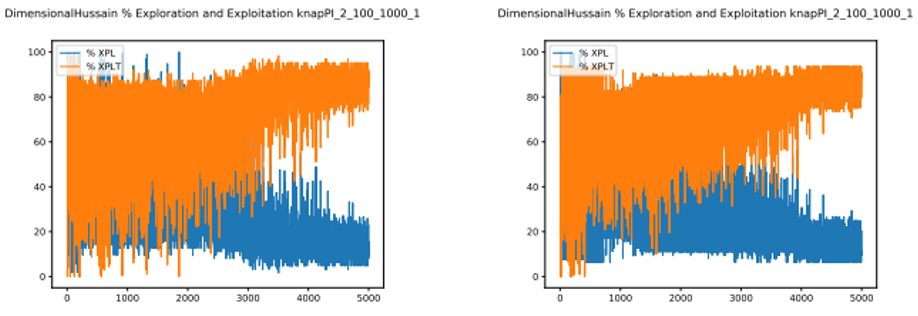 DimensionalHussain % Exploration and Exploitation knapPI_2_100_1000_1
% XPL
% XPLT
100
80
60
40
20
0
0 1000 2000 3000 4000 5000
DimensionalHussain % Exploration and Exploitation knapPI_2_100_1000_1
% XPL
% XPLT
100
80
60
40
20
0
0 1000 2000 3000 4000 5000